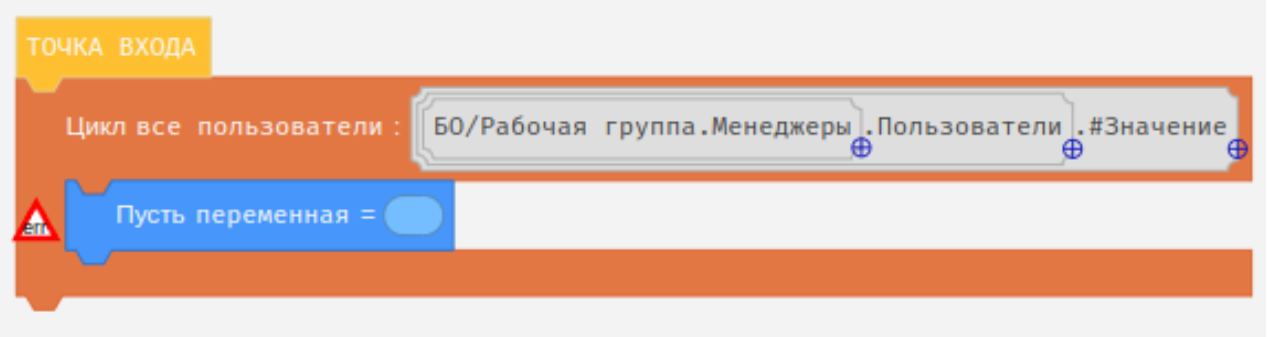 ТОЧКА ВХОДА
Цикл все пользователи : БО/Рабочая группа.Менеджеры .Пользователи .#Значение
err Пусть переменная =